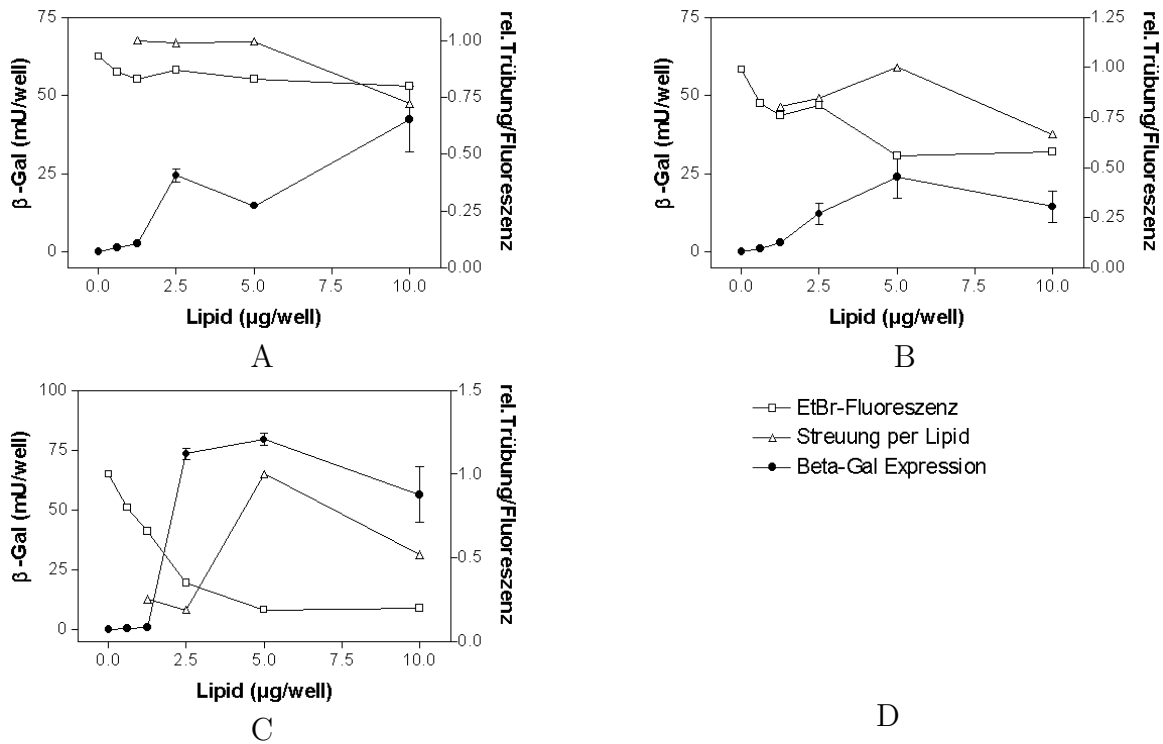 75
50
25
0
β -Gal (mU/well)
1.00
0.75
0.50
0.25
0.00
rel.Trübung/Fluoreszenz
0.0 2.5 5.0 7.5 10.0
Lipid (µg/well)
A
75
50
25
0
β -Gal (mU/well)
1.25
1.00
0.75
0.50
0.25
0.00
rel.Trübung/Fluoreszenz
0.0 2.5 5.0 7.5 10.0
Lipid (µg/well)
B
100
75
50
25
0
β -Gal (mU/well)
1.5
1.0
0.5
0.0
rel.Trübung/Fluoreszenz
0.0 2.5 5.0 7.5 10.0
Lipid (µg/well)
C
EtBr-Fluoreszenz
Streuung per Lipid
Beta-Gal Expression
D